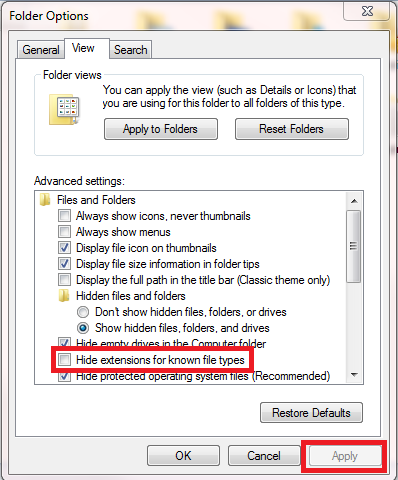 Folder Options
General
View
Search
Folder views
You can apply the view (such as Details or Icons) that
you are using for this folder to all folders of this type.
Apply to Folders
Reset Folders
Advanced settings:
Files and Folders
Always show icons, never thumbnails
Always show menus
Display file icon on thumbnails
Display file size information in folder tips
Display the full path in the title bar (Classic theme only)
Hidden files and folders
Don't show hidden files, folders, or drives
Show hidden files, folders, and drives
Hide empty drives in the Computer folder
Hide extensions for known file types
Hide protected operating system files (Recommended)
Restore Defaults
OK
Cancel
Apply